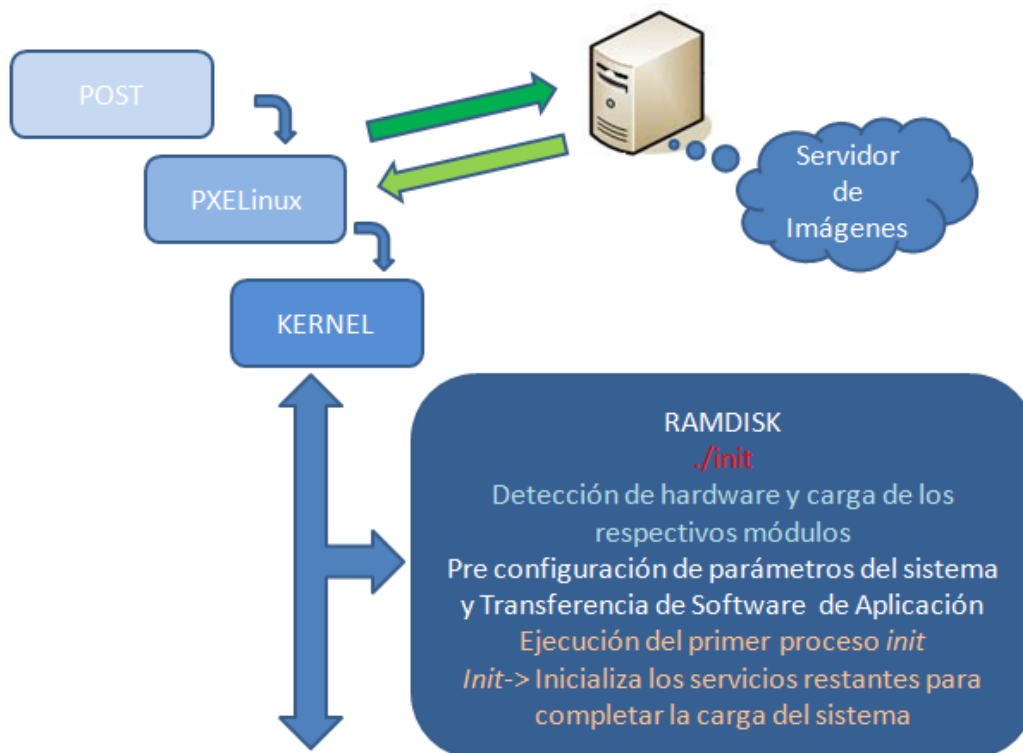 POST
PXELinux
Servidor
de
Imágenes
KERNEL
RAMDISK
./init
Detección de hardware y carga de los
respectivos módulos
Pre configuración de parámetros del sistema
y Transferencia de Software de Aplicación
Ejecución del primer proceso init
Init-> Inicializa los servicios restantes para
completar la carga del sistema